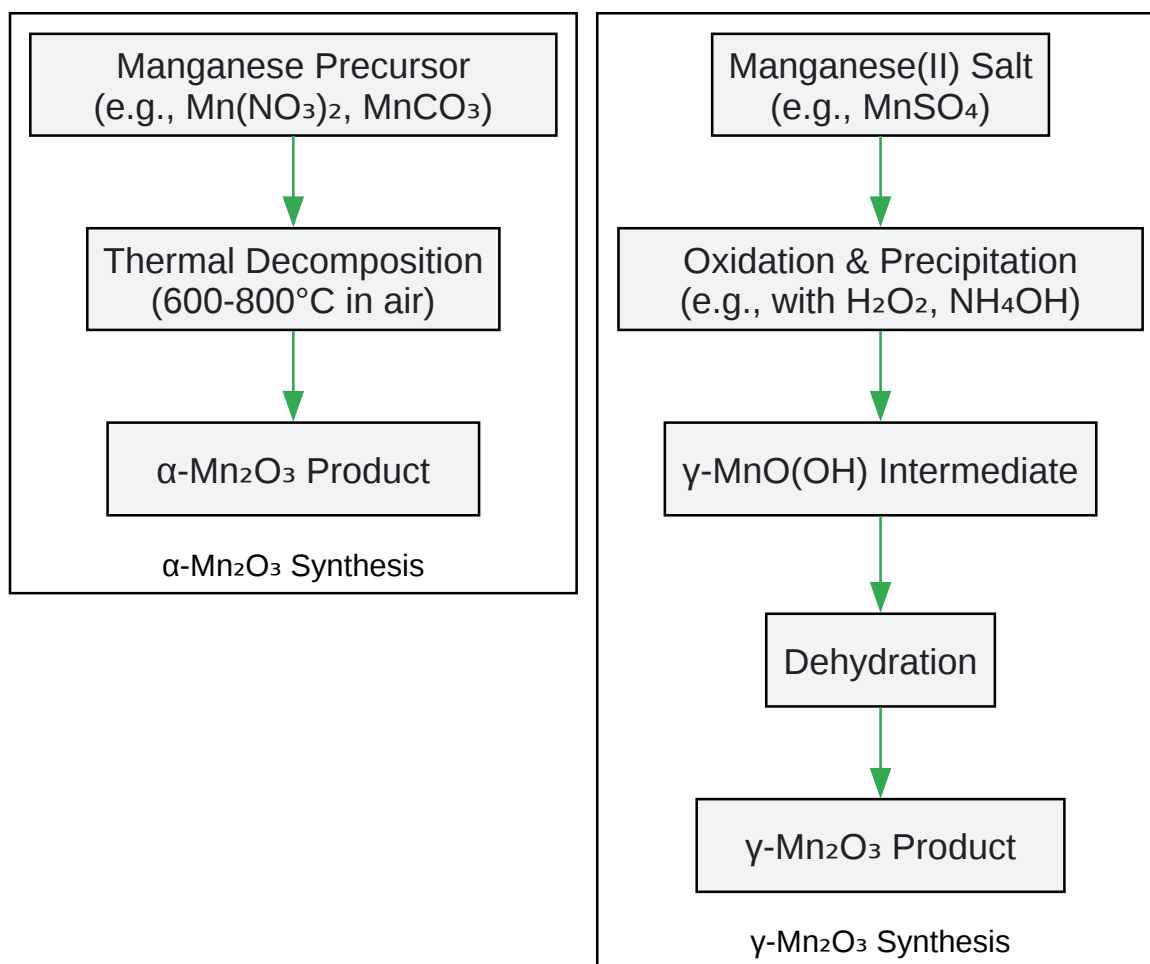 Manganese Precursor
(e.g., Mn(NO₃)₂, MnCO₃)
Thermal Decomposition
(600-800°C in air)
α-Mn₂O₃ Product
α-Mn₂O₃ Synthesis
Manganese(II) Salt
(e.g., MnSO₄)
Oxidation & Precipitation
(e.g., with H₂O₂, NH₄OH)
γ-MnO(OH) Intermediate
Dehydration
γ-Mn₂O₃ Product
γ-Mn₂O₃ Synthesis